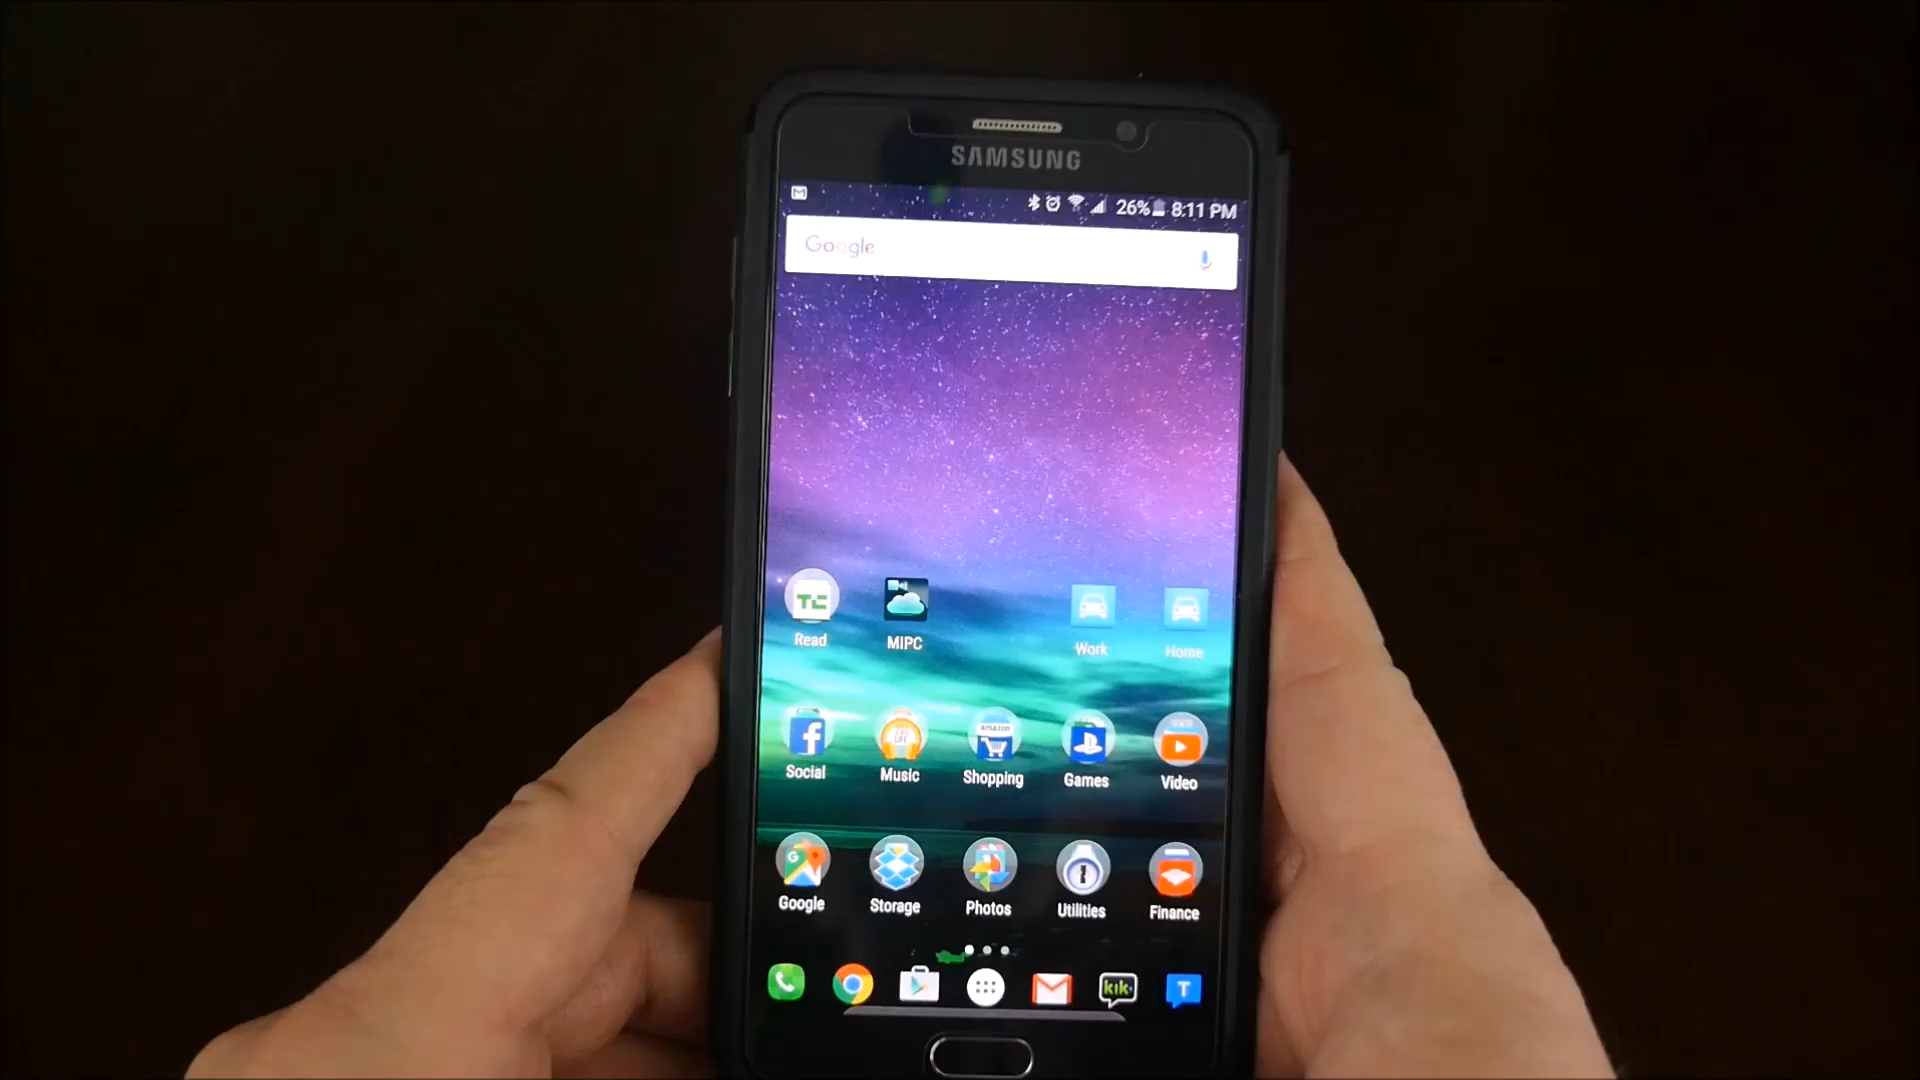 SAMSUNG
26% 8:11 PM
Google
TC
Read
MIPC
Work
Home
amazon
Social
Music
Shopping
Games
Video
G
Google
Storage
Photos
Utilities
Finance
kik
T